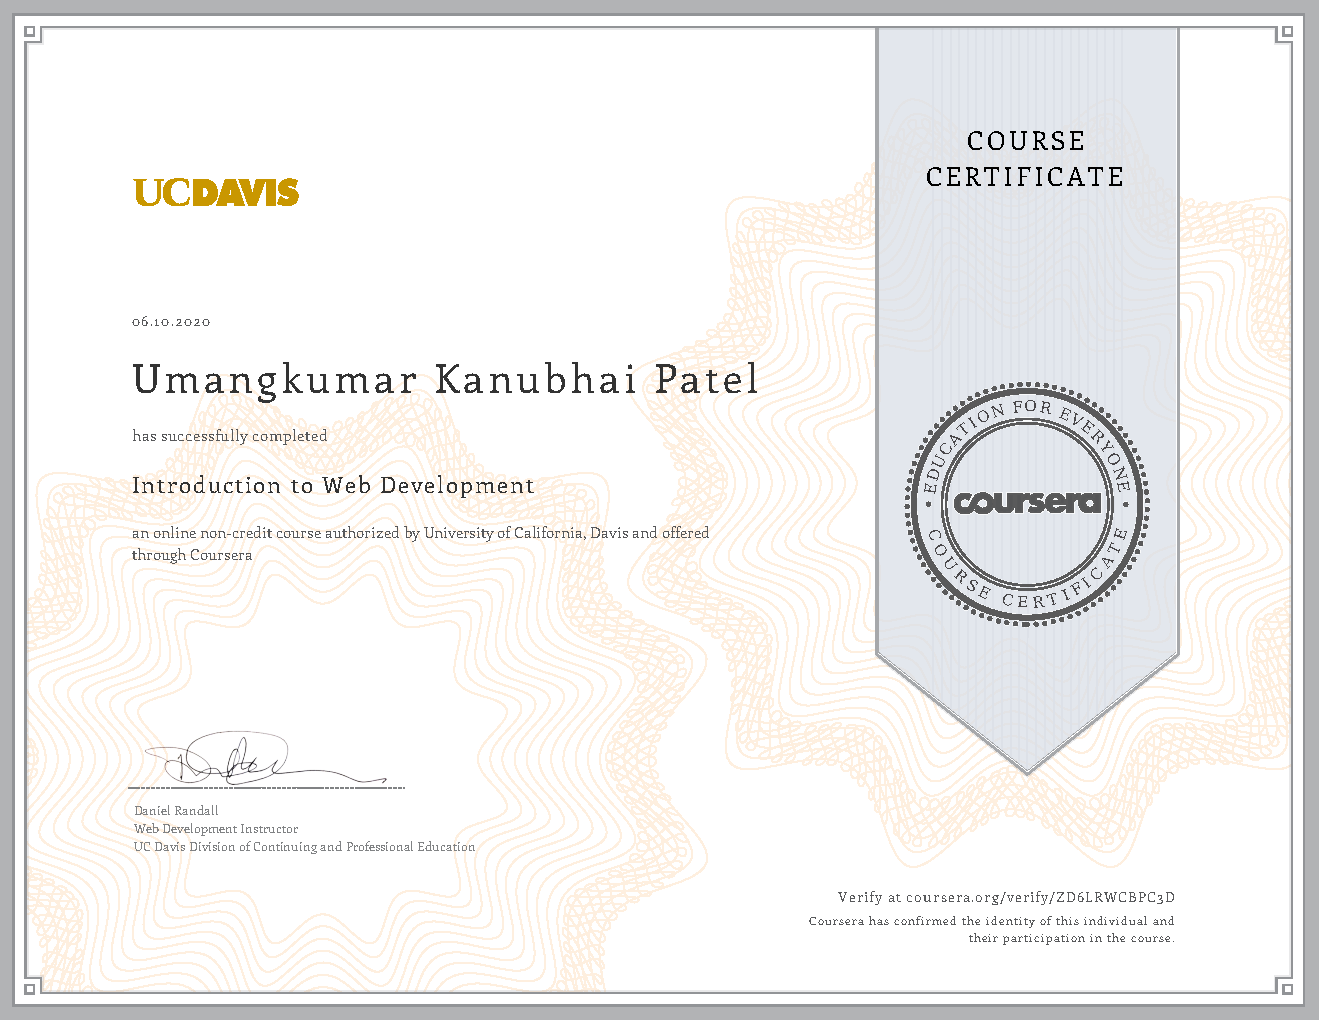 COURSE
CERTIFICATE
UCDAVIS
06.10.2020
Umangkumar Kanubhai Patel
has successfully completed
Introduction to Web Development
an online non-credit course authorized by University of California, Davis and offered
through Coursera
EDUCATION FOR EVERYONE
coursera
COURSE CERTIFICATE
Daniel Randall
Web Development Instructor
UC Davis Division of Continuing and Professional Education
Verify at coursera.org/verify/ZD6LRWCBPC3D
Coursera has confirmed the identity of this individual and
their participation in the course.